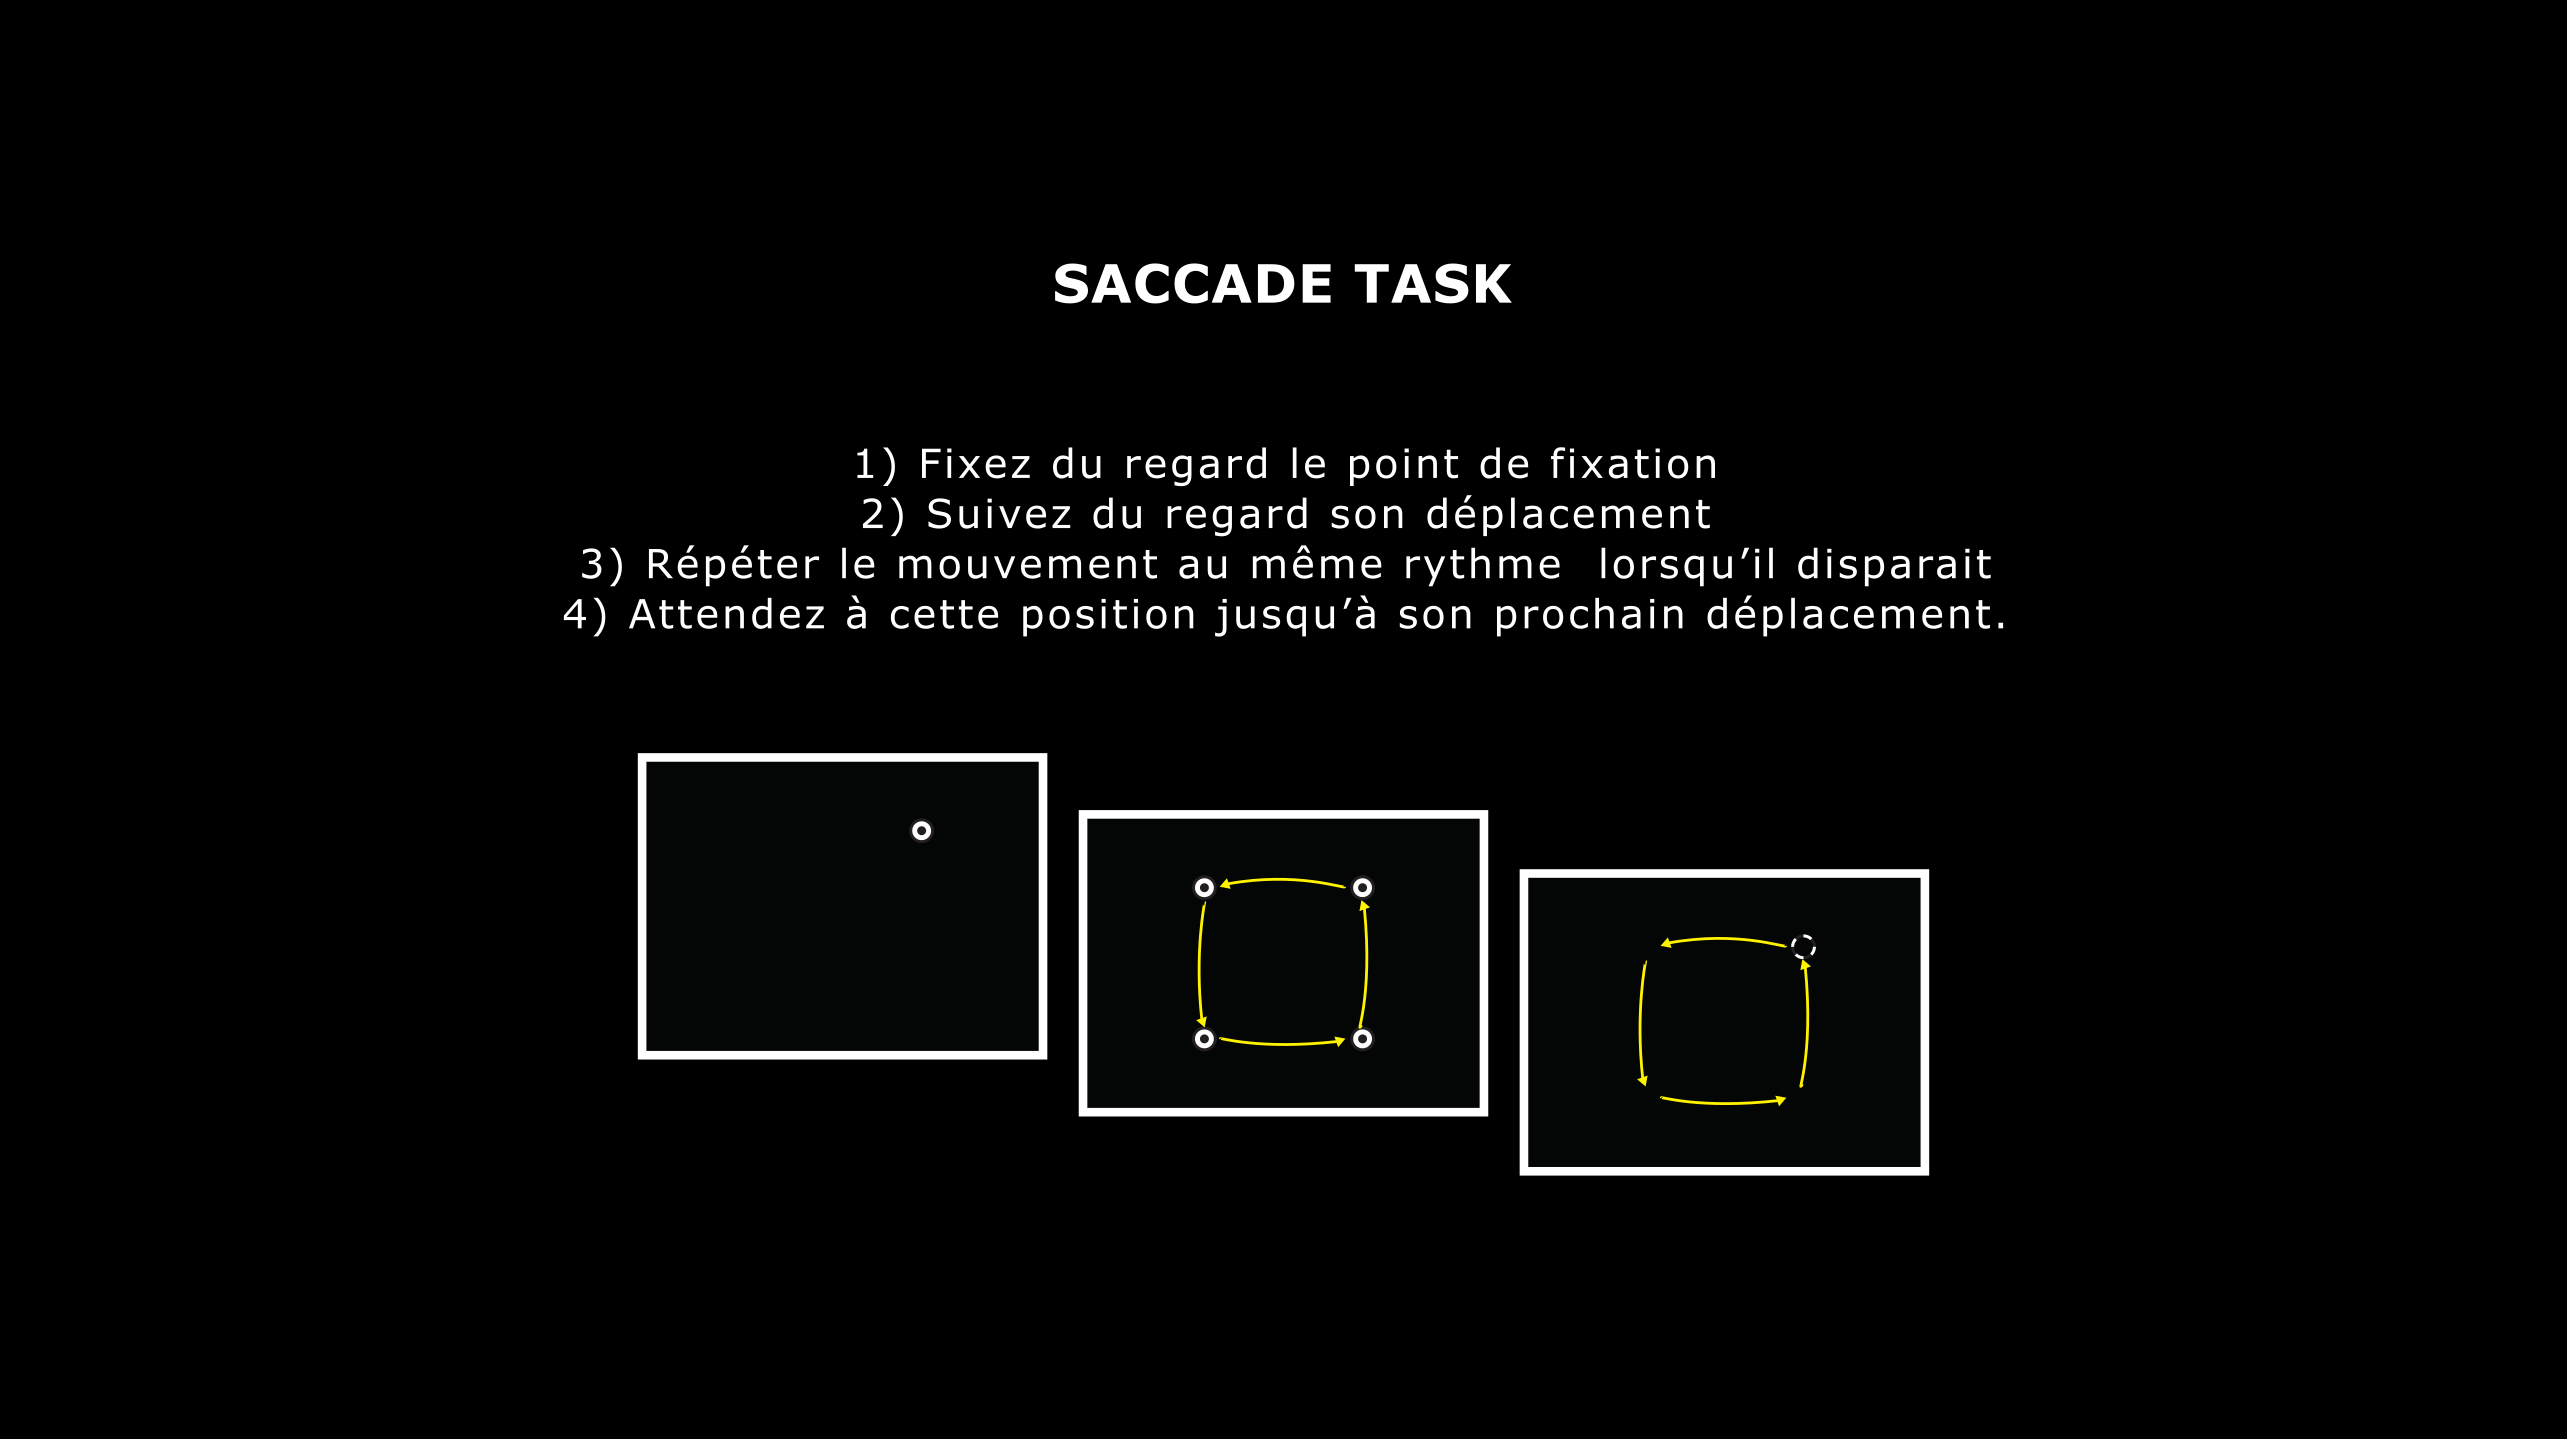 SACCADE TASK
1) Fixez du regard le point de fixation
2) Suivez du regard son déplacement
3) Répéter le mouvement au même rythme  lorsqu’il disparait
4) Attendez à cette position jusqu’à son prochain déplacement.